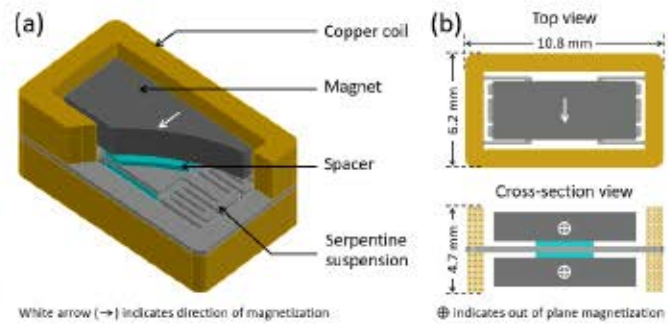 (a)
Copper coil
Magnet
Spacer
Serpentine
suspension
White arrow (→) indicates direction of magnetization
(b)
Top view
10.8 mm
6.2 mm
Cross-section view
4.7 mm
⊕ indicates out of plane magnetization